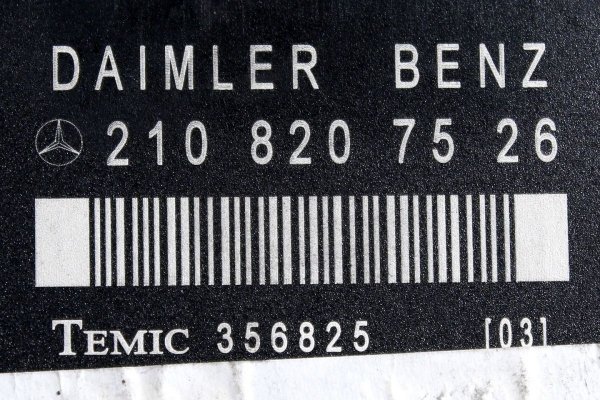 DAIMLER BENZ
210 820 75 26
TEMIC 356825 [03]